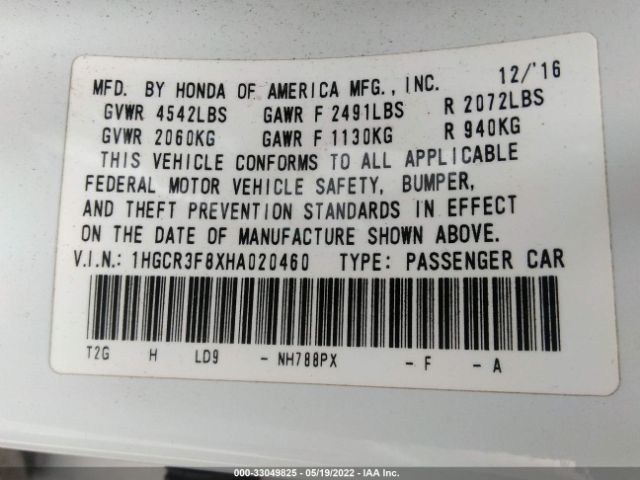 MFD. BY HONDA OF AMERICA MFG., INC. 12/'16
GVWR 4542LBS GAWR F 2491LBS R 2072LBS
GVWR 2060KG GAWR F 1130KG R 940KG
THIS VEHICLE CONFORMS TO ALL APPLICABLE
FEDERAL MOTOR VEHICLE SAFETY, BUMPER,
AND THEFT PREVENTION STANDARDS IN EFFECT
ON THE DATE OF MANUFACTURE SHOWN ABOVE.
V.I.N.: 1HGCR3F8XHA020460 TYPE: PASSENGER CAR
T2G H LD9 - NH788PX - F - A
000-33049825 - 05/19/2022 - IAA Inc.